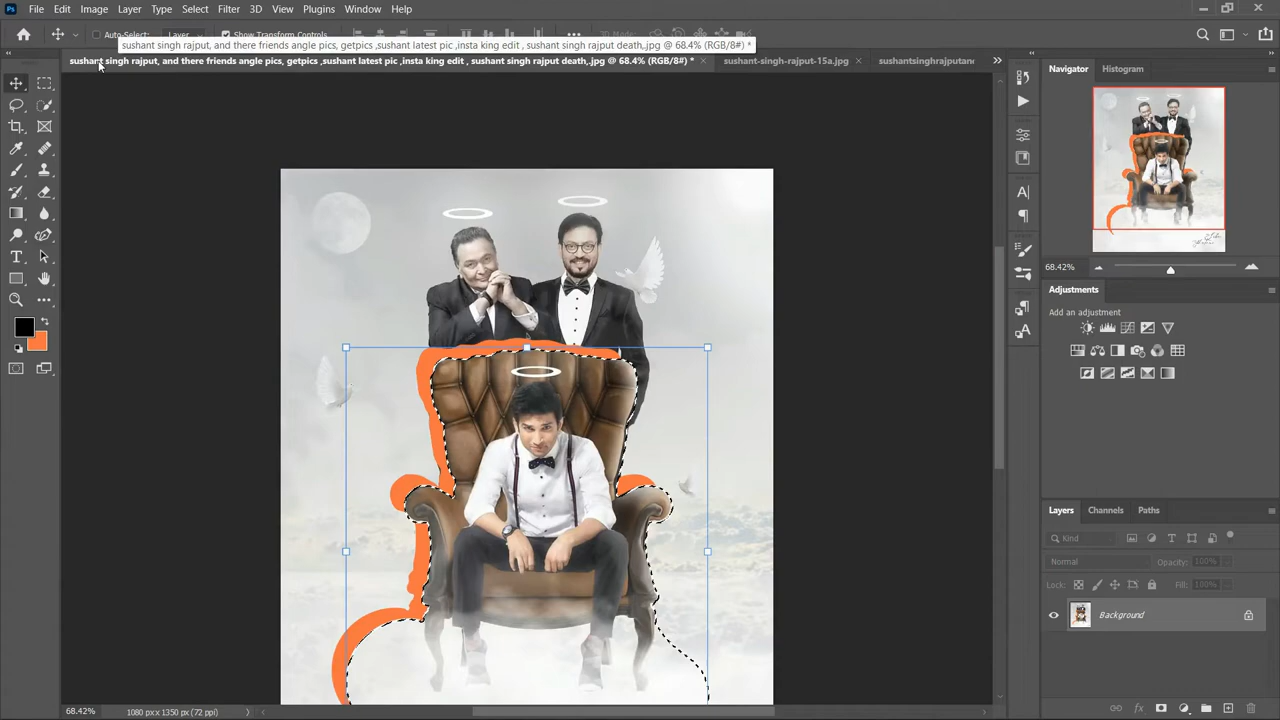 File Edit Image Layer Type Select Filter 3D View Plugins Window Help
Auto-Select: Layer Show Transform Controls
sushant singh rajput, and there friends angle pics, getpics ,sushant latest pic ,insta king edit , sushant singh rajput death,.jpg @ 68.4% (RGB/8#) *
sushant singh rajput, and there friends angle pics, getpics ,sushant latest pic ,insta king edit , sushant singh rajput death,.jpg @ 68.4% (RGB/8#) * sushant-singh-rajput-15a.jpg sushantsinghrajputand
Navigator Histogram
68.42%
Adjustments
Add an adjustment
Layers Channels Paths
Kind
Normal Opacity: 100%
Lock: Fill: 100%
Background
68.42% 1080 px x 1350 px (72 ppi)